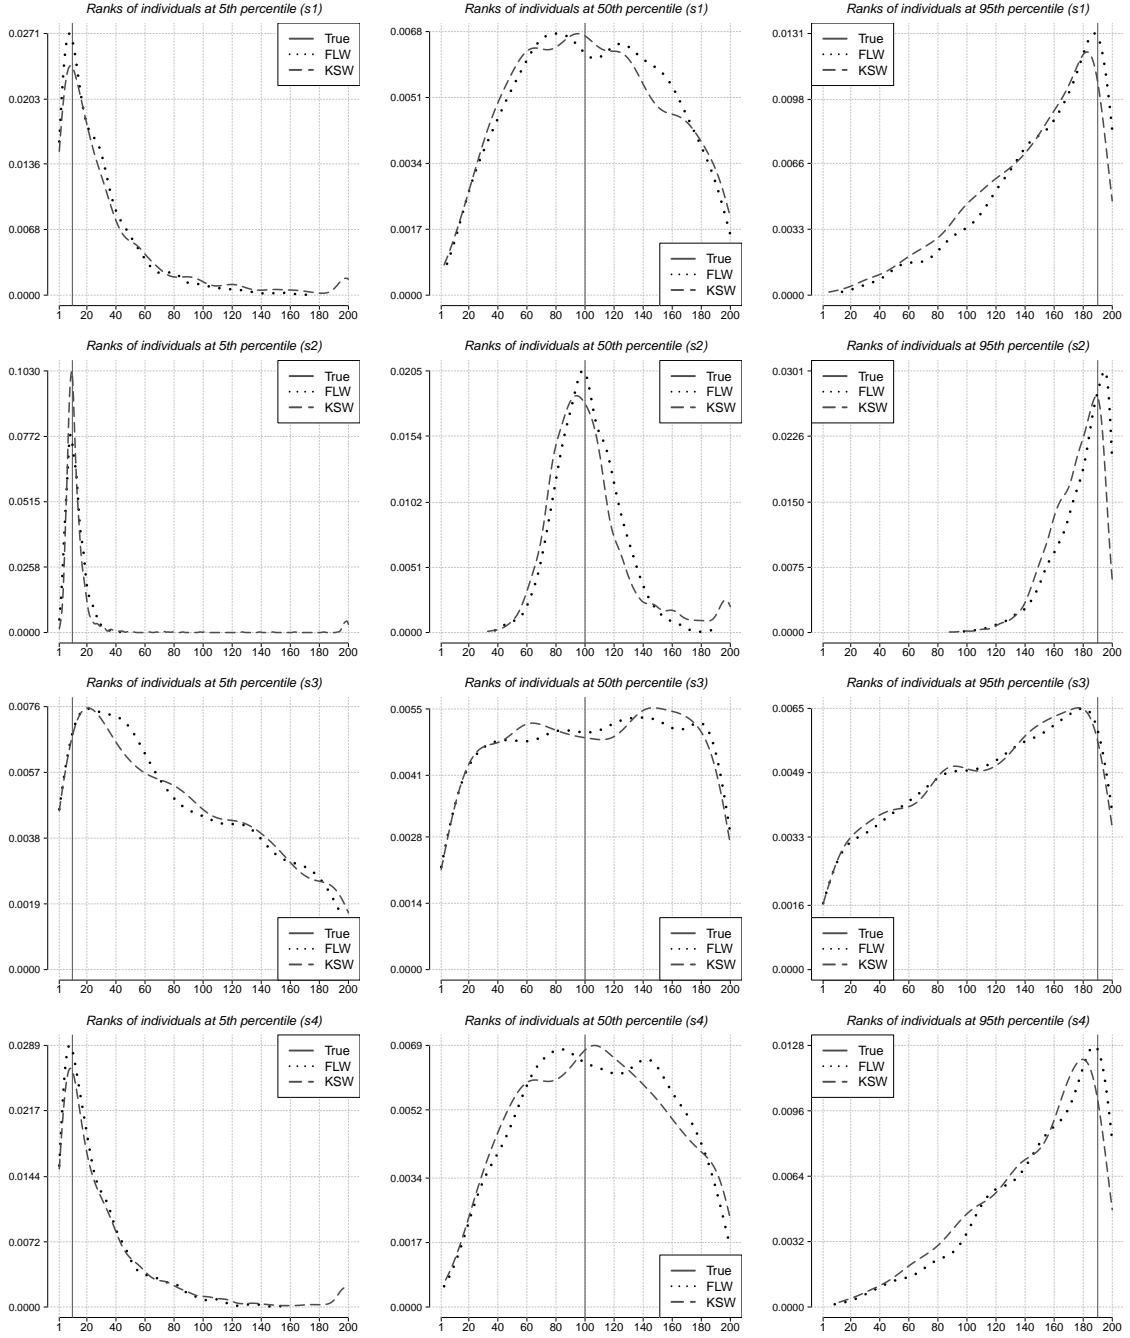 Ranks of individuals at 5th percentile (s1)
0.0271
0.0203
0.0136
0.0068
0.0000
True
FLW
KSW
1 20 40 60 80 100 120 140 160 180 200
Ranks of individuals at 50th percentile (s1)
0.0068
0.0051
0.0034
0.0017
0.0000
True
FLW
KSW
1 20 40 60 80 100 120 140 160 180 200
Ranks of individuals at 95th percentile (s1)
0.0131
0.0098
0.0066
0.0033
0.0000
True
FLW
KSW
1 20 40 60 80 100 120 140 160 180 200
Ranks of individuals at 5th percentile (s2)
0.1030
0.0772
0.0515
0.0258
0.0000
True
FLW
KSW
1 20 40 60 80 100 120 140 160 180 200
Ranks of individuals at 50th percentile (s2)
0.0205
0.0154
0.0102
0.0051
0.0000
True
FLW
KSW
1 20 40 60 80 100 120 140 160 180 200
Ranks of individuals at 95th percentile (s2)
0.0301
0.0226
0.0150
0.0075
0.0000
True
FLW
KSW
1 20 40 60 80 100 120 140 160 180 200
Ranks of individuals at 5th percentile (s3)
0.0076
0.0057
0.0038
0.0019
0.0000
True
FLW
KSW
1 20 40 60 80 100 120 140 160 180 200
Ranks of individuals at 50th percentile (s3)
0.0055
0.0041
0.0028
0.0014
0.0000
True
FLW
KSW
1 20 40 60 80 100 120 140 160 180 200
Ranks of individuals at 95th percentile (s3)
0.0065
0.0049
0.0033
0.0016
0.0000
True
FLW
KSW
1 20 40 60 80 100 120 140 160 180 200
Ranks of individuals at 5th percentile (s4)
0.0289
0.0217
0.0144
0.0072
0.0000
True
FLW
KSW
1 20 40 60 80 100 120 140 160 180 200
Ranks of individuals at 50th percentile (s4)
0.0069
0.0052
0.0034
0.0017
0.0000
True
FLW
KSW
1 20 40 60 80 100 120 140 160 180 200
Ranks of individuals at 95th percentile (s4)
0.0128
0.0096
0.0064
0.0032
0.0000
True
FLW
KSW
1 20 40 60 80 100 120 140 160 180 200